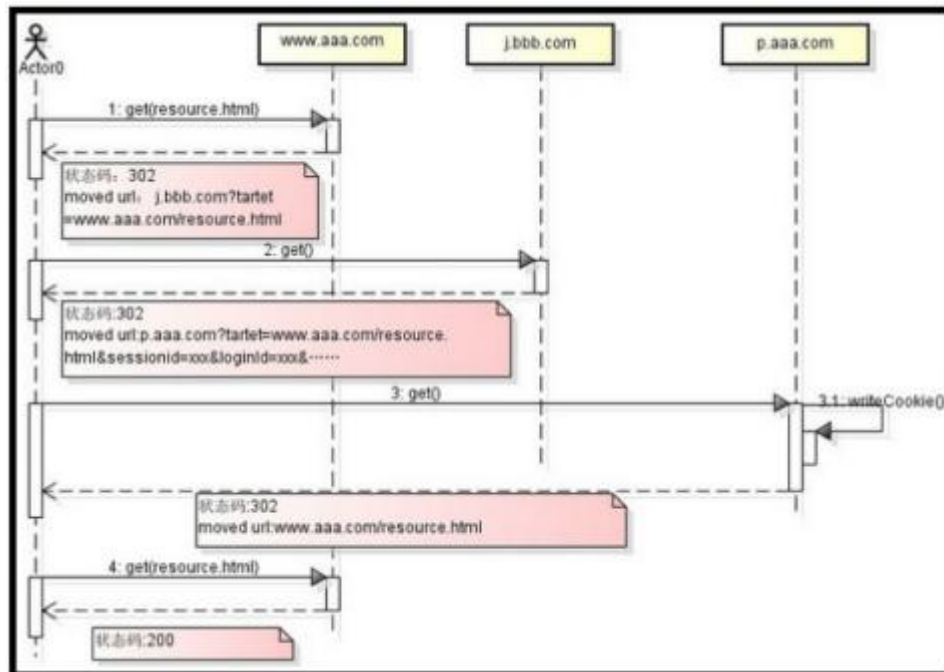 www.aaa.com
j.bbb.com
p.aaa.com
Actor0
1: get(resource.html)
状态码：302
moved url： j.bbb.com?tartet
=www.aaa.com/resource.html
2: get()
状态码:302
moved url:p.aaa.com?tartet=www.aaa.com/resource.
html&sessionid=xxx&loginId=xxx&······
3: get()
3.1: writeCookie()
状态码:302
moved url:www.aaa.com/resource.html
4: get(resource.html)
状态码:200